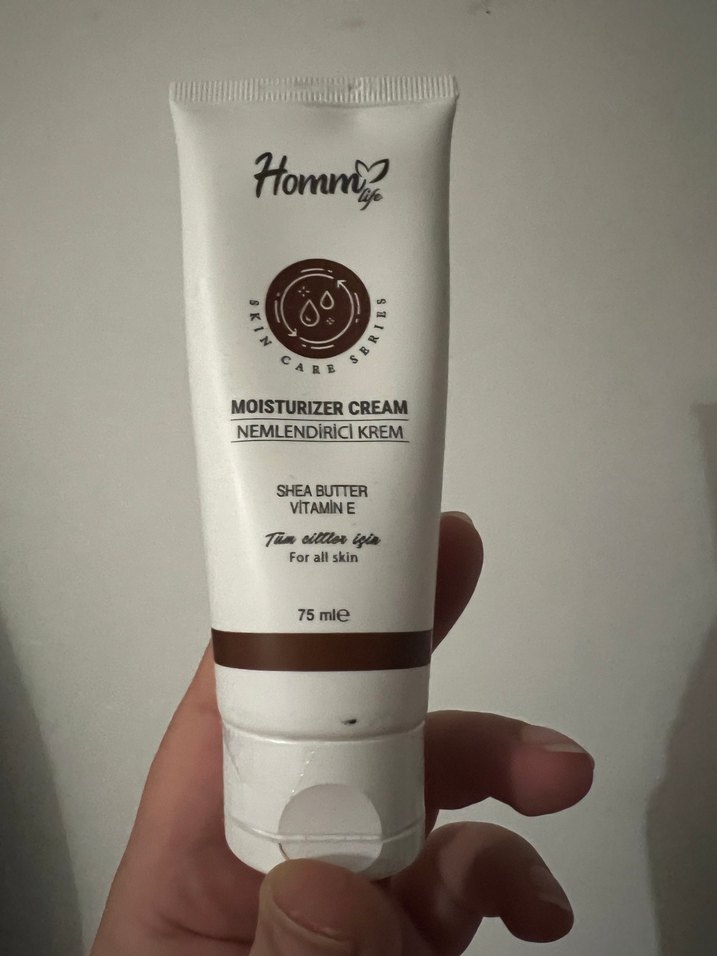 Homm
life
SKIN CARE SERIES
MOISTURIZER CREAM
NEMLENDİRİCİ KREM
SHEA BUTTER
VİTAMİN E
Tüm ciltler için
For all skin
75 ml℮